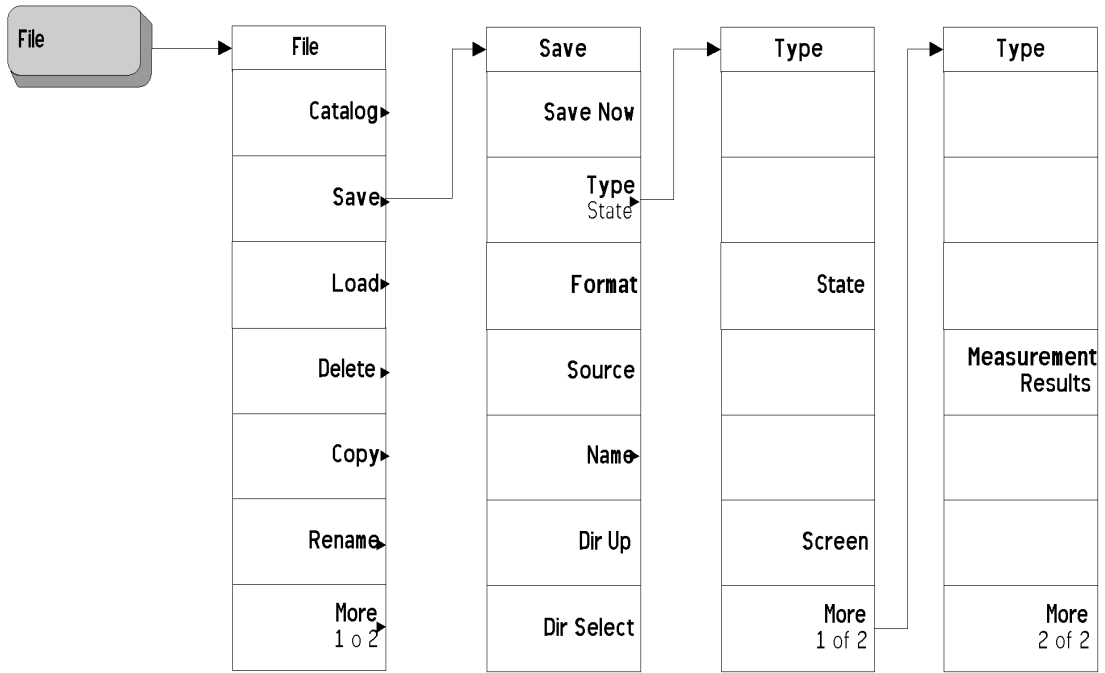 File
File
Catalog
Save
Load
Delete
Copy
Rename
More
1 o 2
Save
Save Now
Type
State
Format
Source
Name
Dir Up
Dir Select
Type
State
Screen
More
1 of 2
Type
Measurement
Results
More
2 of 2